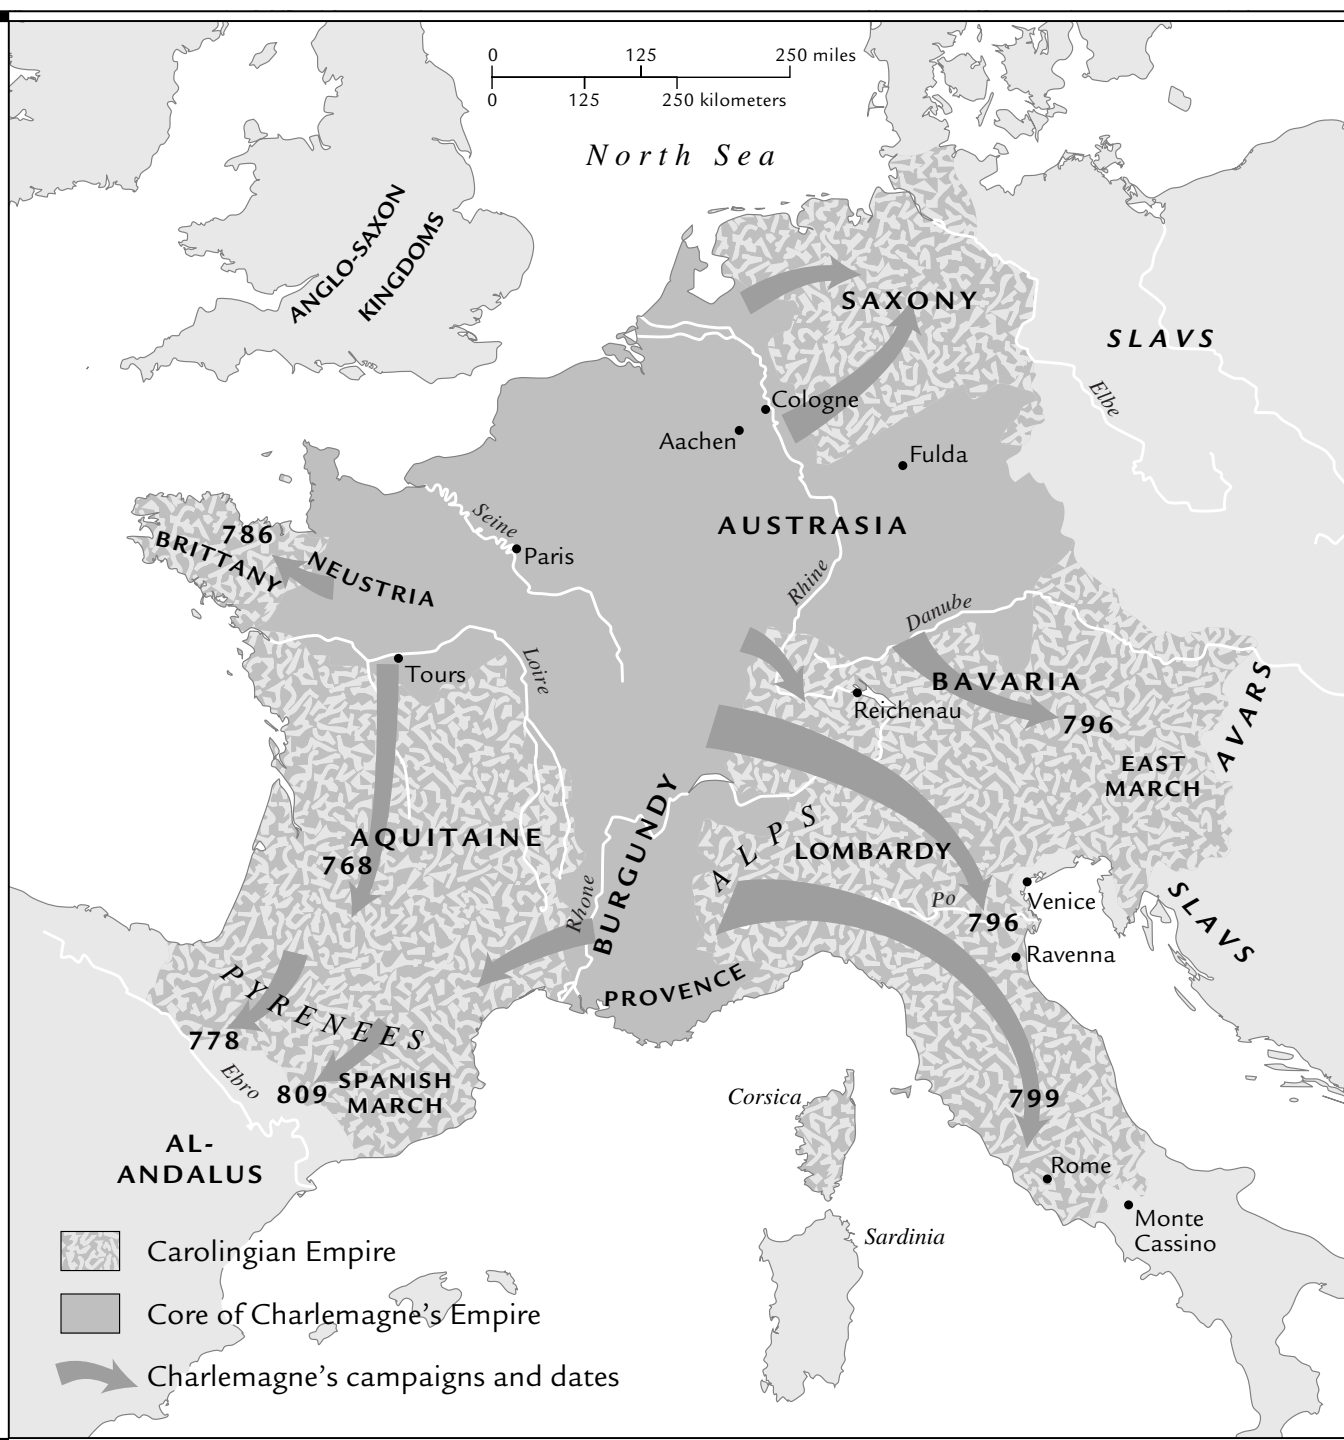 0 125 250 miles
0 125 250 kilometers
North Sea
ANGLO-SAXON
KINGDOMS
SAXONY
SLAVS
Elbe
Cologne
Aachen
Fulda
AUSTRASIA
Seine
Paris
786
BRITTANY
NEUSTRIA
Rhine
Danube
Tours
Loire
BAVARIA
Reichenau
796
AVARS
EAST
MARCH
AQUITAINE
768
BURGUNDY
ALPS
LOMBARDY
Rhone
Po
796
Venice
SLAVS
Ravenna
PROVENCE
PYRENEES
778
Ebro
809
SPANISH
MARCH
Corsica
799
AL-
ANDALUS
Rome
Monte
Cassino
Sardinia
Carolingian Empire
Core of Charlemagne's Empire
Charlemagne's campaigns and dates